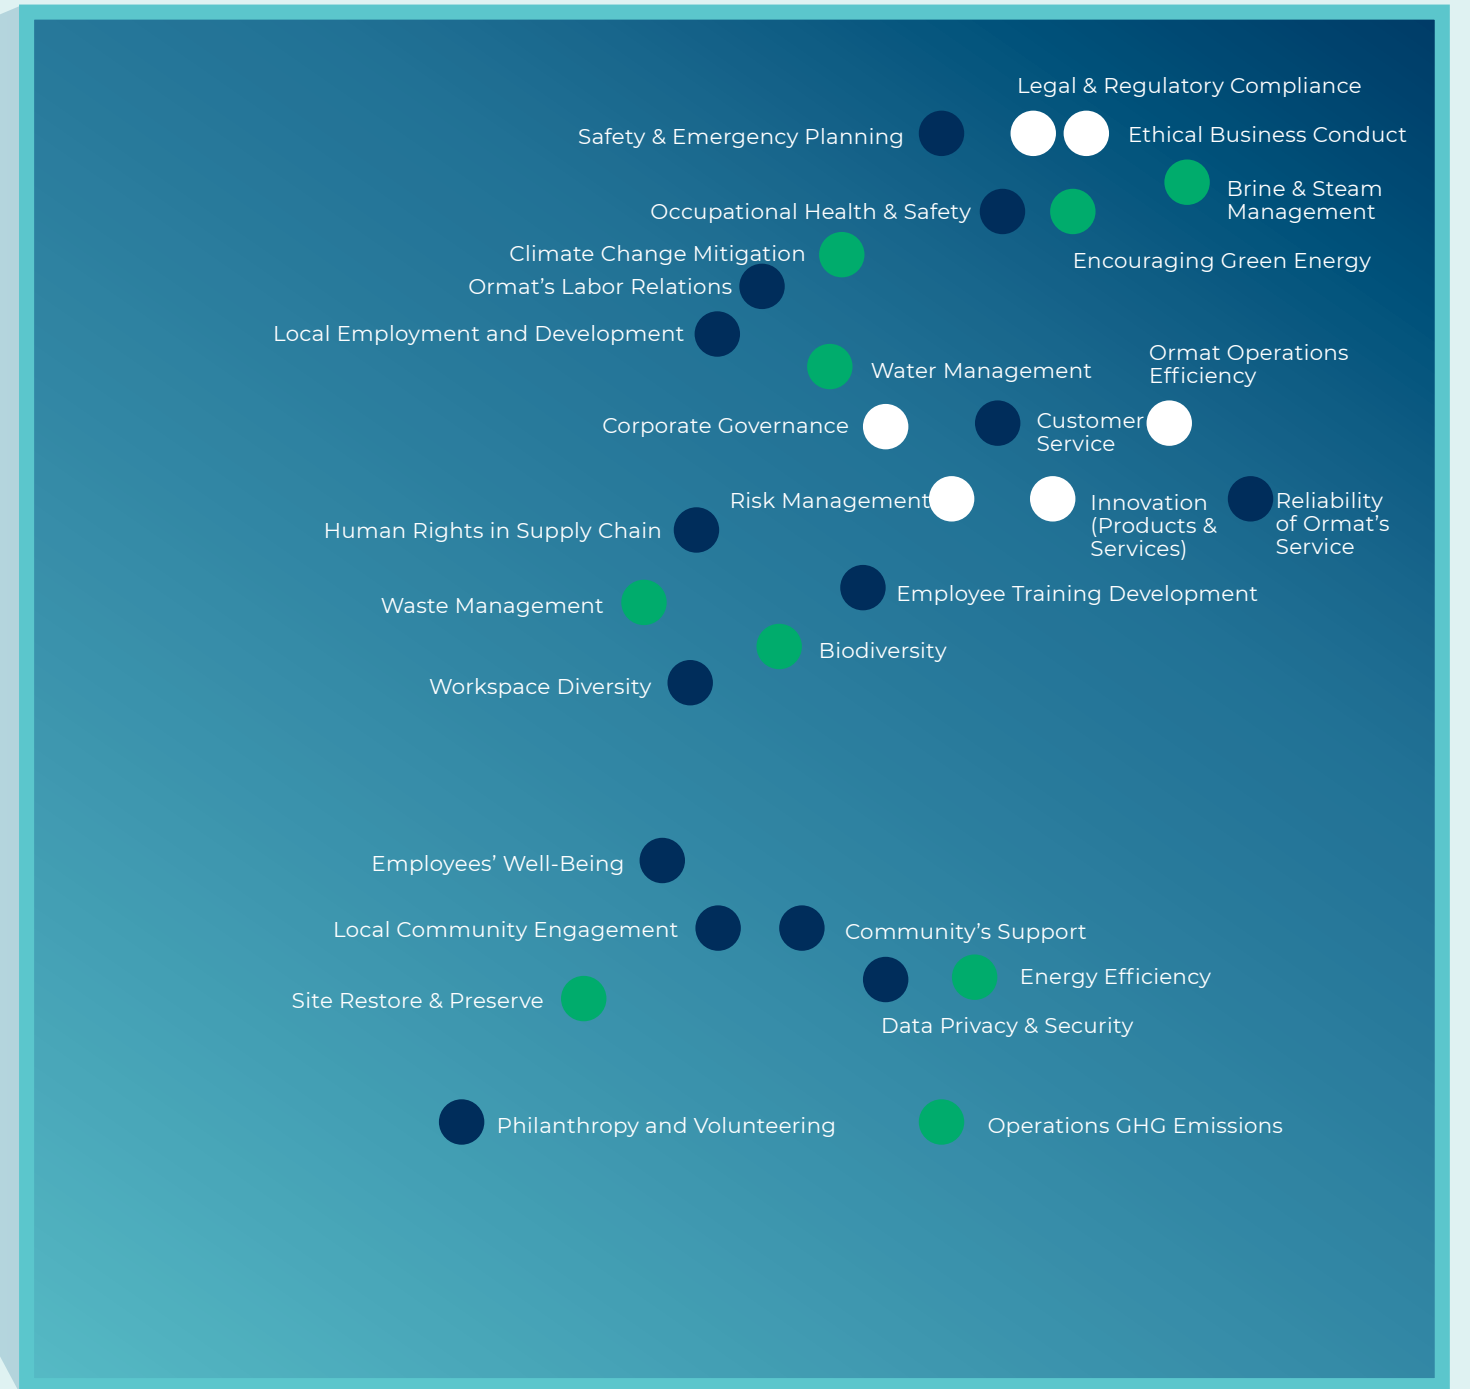 Legal & Regulatory Compliance
Safety & Emergency Planning
Ethical Business Conduct
Brine & Steam
Management
Occupational Health & Safety
Climate Change Mitigation
Encouraging Green Energy
Ormat’s Labor Relations
Local Employment and Development
Ormat Operations
Efficiency
Water Management
Corporate Governance
Customer
Service
Risk Management
Innovation
(Products &
Services)
Reliability
of Ormat’s
Service
Human Rights in Supply Chain
Employee Training Development
Waste Management
Biodiversity
Workspace Diversity
Employees’ Well-Being
Local Community Engagement
Community’s Support
Energy Efficiency
Site Restore & Preserve
Data Privacy & Security
Philanthropy and Volunteering
Operations GHG Emissions